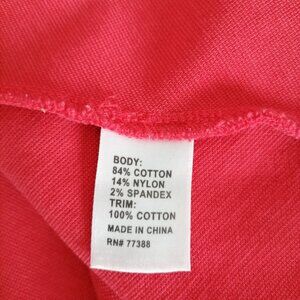 BODY:
84% COTTON
14% NYLON
2% SPANDEX
TRIM:
100% COTTON
MADE IN CHINA
RN# 77388